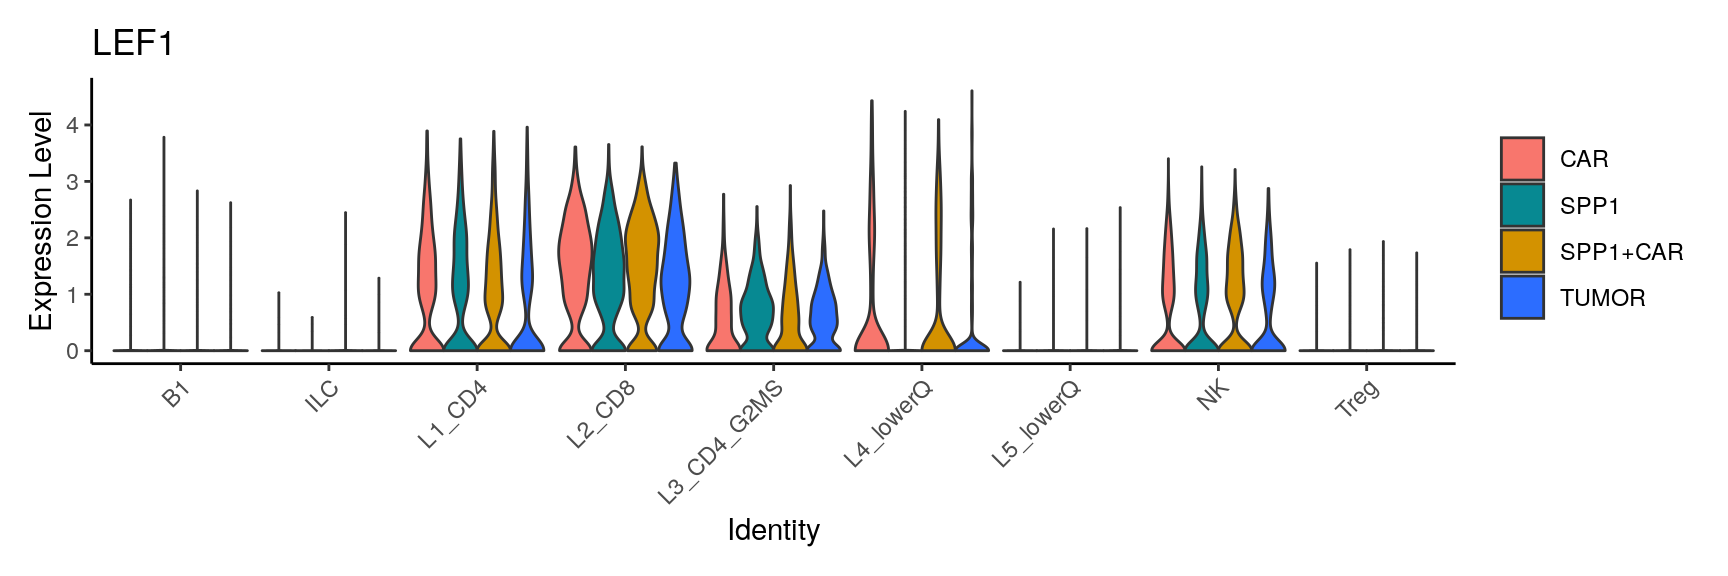 LEF1
Expression Level
4
3
2
1
0
B1
ILC
L1_CD4
L2_CD8
L3_CD4_G2MS
L4_lowerQ
L5_lowerQ
NK
Treg
Identity
CAR
SPP1
SPP1+CAR
TUMOR